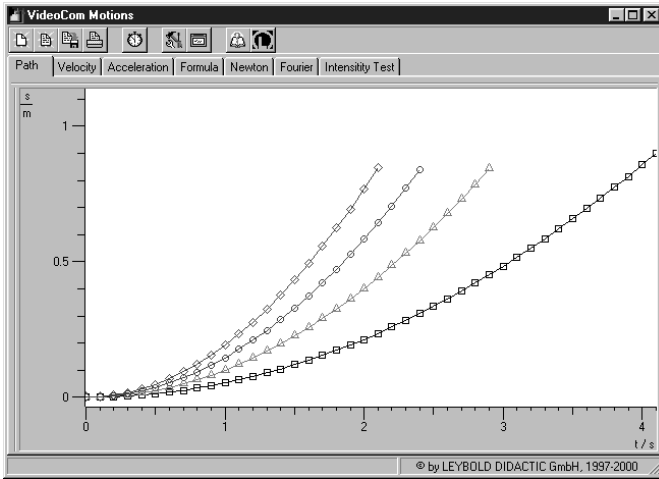 VideoCom Motions
Path Velocity Acceleration Formula Newton Fourier Intensitity Test
s
m
1
0.5
0
0 1 2 3 4
t / s
© by LEYBOLD DIDACTIC GmbH, 1997-2000